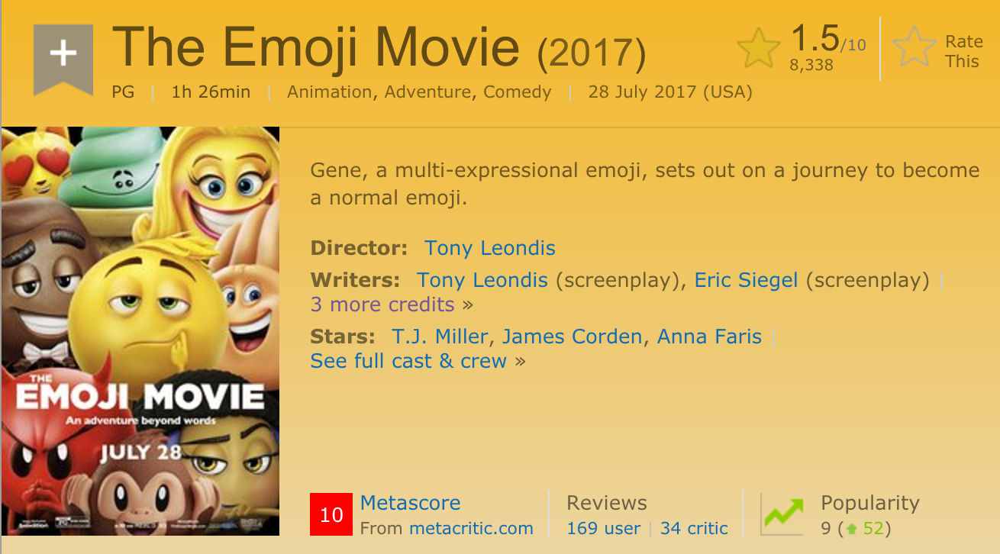 The Emoji Movie (2017)
1.5/10
8,338
Rate
This
PG | 1h 26min | Animation, Adventure, Comedy | 28 July 2017 (USA)
THE
EMOJI MOVIE
An adventure beyond words
JULY 28
Gene, a multi-expressional emoji, sets out on a journey to become
a normal emoji.
Director: Tony Leondis
Writers: Tony Leondis (screenplay), Eric Siegel (screenplay) |
3 more credits »
Stars: T.J. Miller, James Corden, Anna Faris |
See full cast & crew »
10
Metascore
From metacritic.com
Reviews
169 user | 34 critic
Popularity
9 (52)